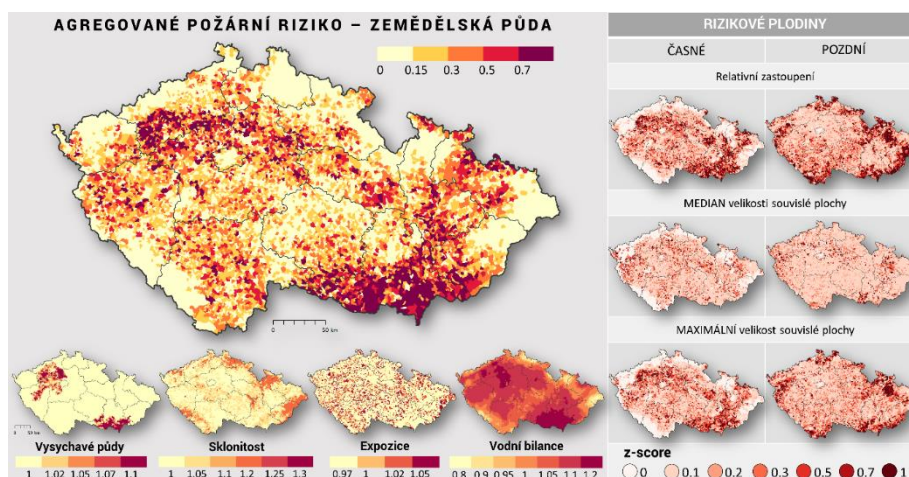 AGREGOVANÉ POŽÁRNÍ RIZIKO – ZEMĚDĚLSKÁ PŮDA
0 0.15 0.3 0.5 0.7
0 50 km
Vysychavé půdy
1 1.02 1.05 1.07 1.1
Sklonitost
1 1.05 1.1 1.2 1.25 1.3
Expozice
0.97 1 1.02 1.05
Vodní bilance
0.8 0.9 0.95 1 1.05 1.1 1.2
RIZIKOVÉ PLODINY
ČASNÉ POZDNÍ
Relativní zastoupení
MEDIAN velikosti souvislé plochy
MAXIMÁLNÍ velikost souvislé plochy
z-score
0 0.1 0.2 0.3 0.5 0.7 1